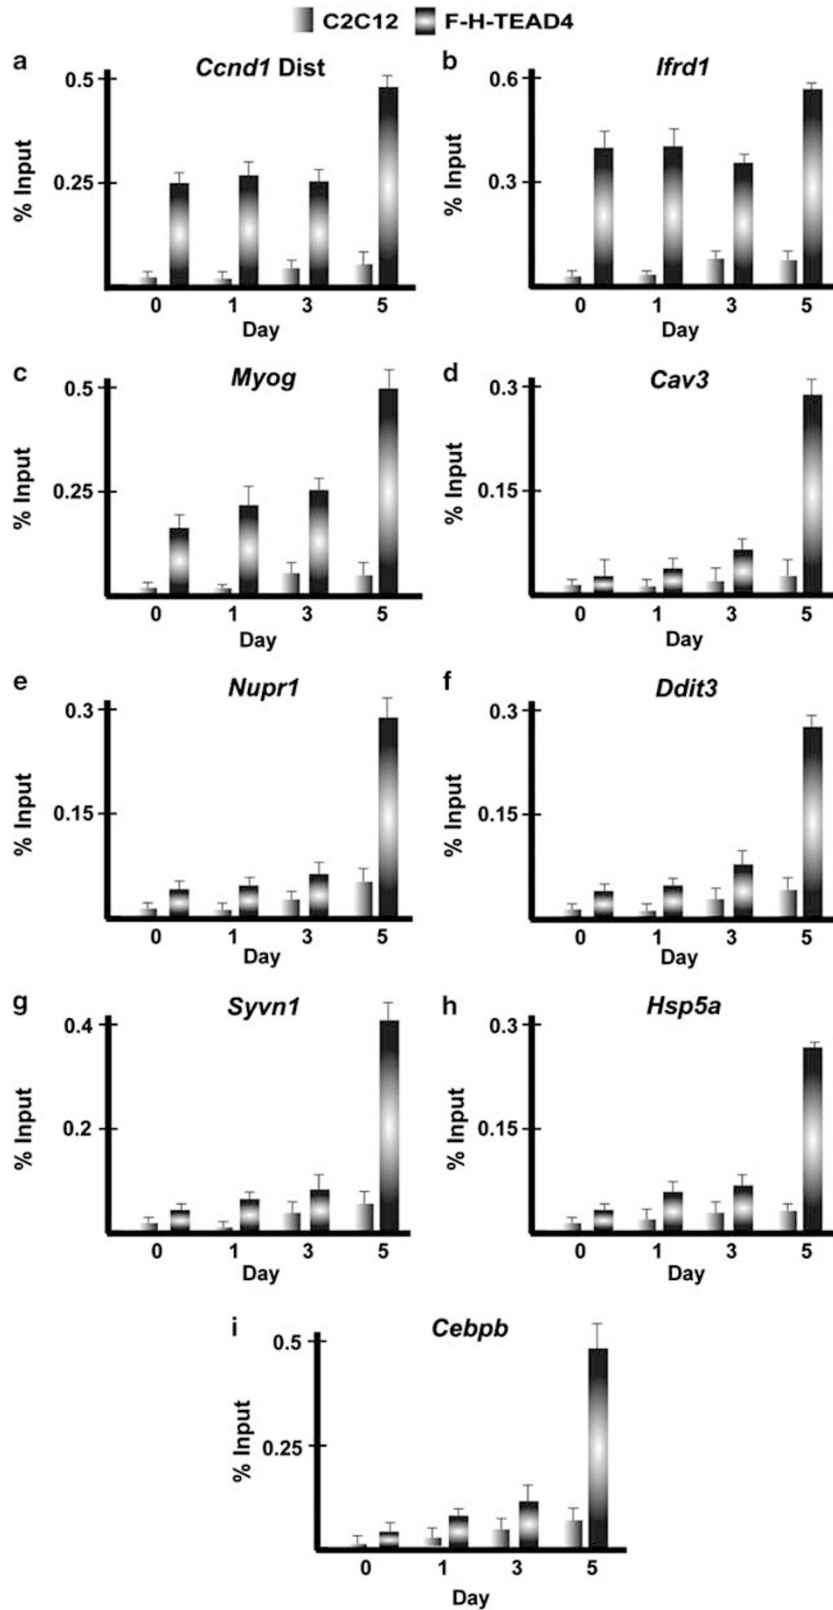 C2C12 F-H-TEAD4
a Ccnd1 Dist
0.5
% Input
0.25
0 1 3 5
Day
b Ifrd1
0.6
% Input
0.3
0 1 3 5
Day
c Myog
0.5
% Input
0.25
0 1 3 5
Day
d Cav3
0.3
% Input
0.15
0 1 3 5
Day
e Nupr1
0.3
% Input
0.15
0 1 3 5
Day
f Ddit3
0.3
% Input
0.15
0 1 3 5
Day
g Syvn1
0.4
% Input
0.2
0 1 3 5
Day
h Hsp5a
0.3
% Input
0.15
0 1 3 5
Day
i Cebpb
0.5
% Input
0.25
0 1 3 5
Day